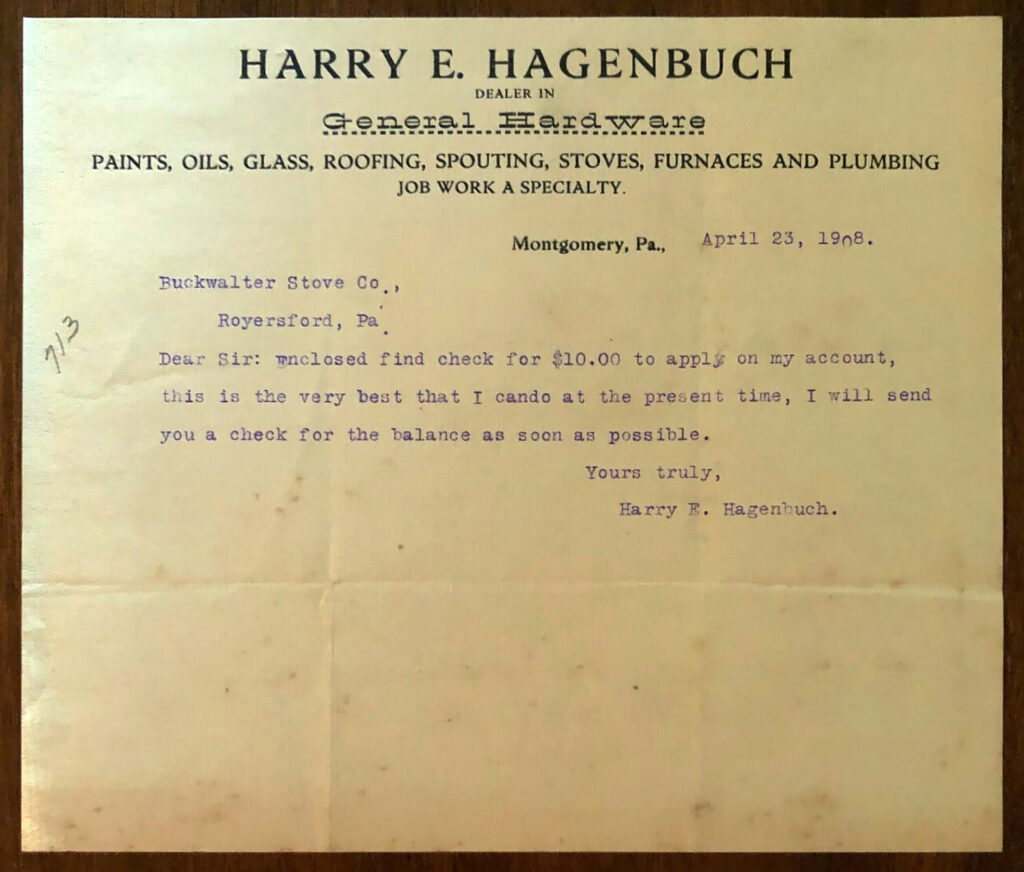 HARRY E. HAGENBUCH
DEALER IN
General Hardware
PAINTS, OILS, GLASS, ROOFING, SPOUTING, STOVES, FURNACES AND PLUMBING
JOB WORK A SPECIALTY.
Montgomery, Pa., April 23, 1908.
Buckwalter Stove Co.,
Royersford, Pa.
713
Dear Sir: Enclosed find check for $10.00 to apply on my account,
this is the very best that I cando at the present time, I will send
you a check for the balance as soon as possible.
Yours truly,
Harry E. Hagenbuch.